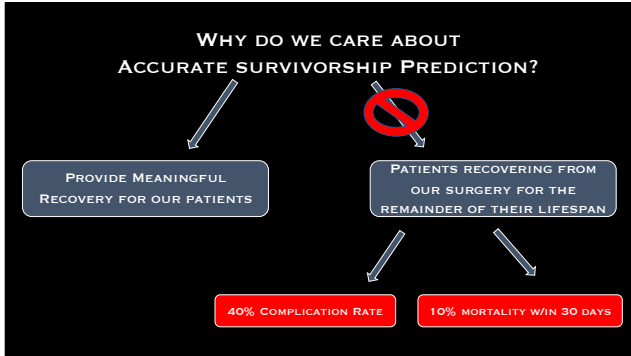 Why do we care about
Accurate survivorship Prediction?
Provide Meaningful
Recovery for our patients
Patients recovering from
our surgery for the
remainder of their lifespan
40% Complication Rate
10% mortality w/in 30 days